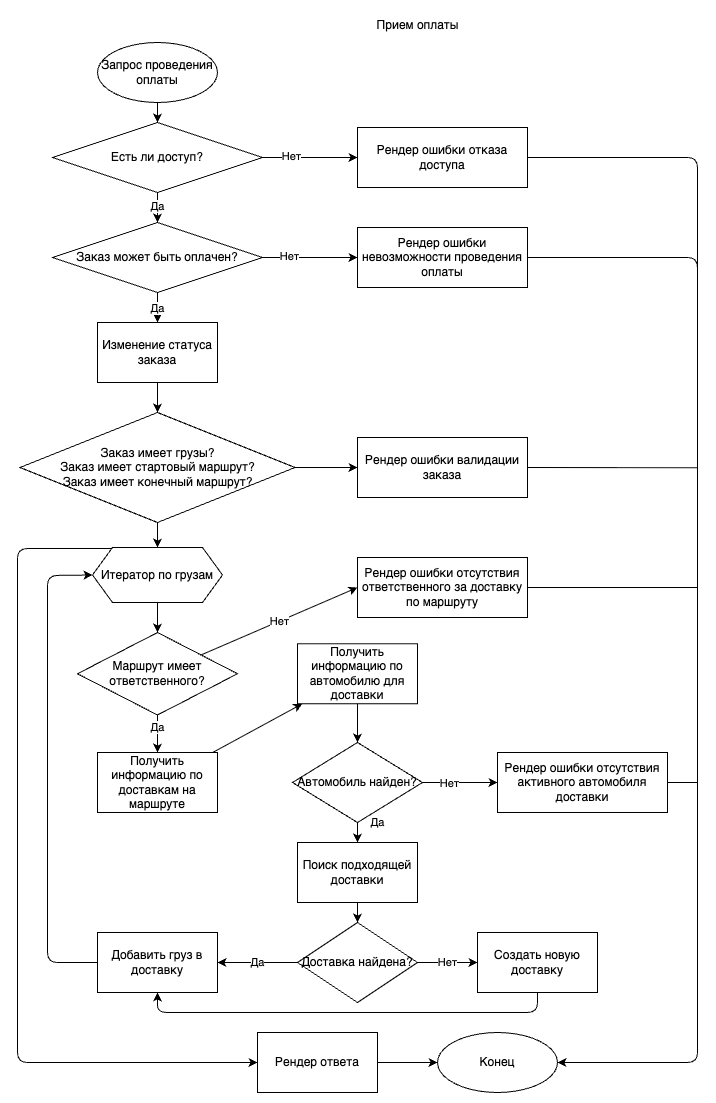 Прием оплаты
Запрос проведения
оплаты
Есть ли доступ?
Нет
Рендер ошибки отказа
доступа
Да
Заказ может быть оплачен?
Нет
Рендер ошибки
невозможности проведения
оплаты
Да
Изменение статуса
заказа
Заказ имеет грузы?
Заказ имеет стартовый маршрут?
Заказ имеет конечный маршрут?
Рендер ошибки валидации
заказа
Итератор по грузам
Рендер ошибки отсутствия
ответственного за доставку
по маршруту
Нет
Маршрут имеет
ответственного?
Получить
информацию по
автомобилю для
доставки
Да
Получить
информацию по
доставкам на
маршруте
Автомобиль найден?
Нет
Рендер ошибки отсутствия
активного автомобиля
доставки
Да
Поиск подходящей
доставки
Добавить груз в
доставку
Да
Доставка найдена?
Нет
Создать новую
доставку
Рендер ответа
Конец